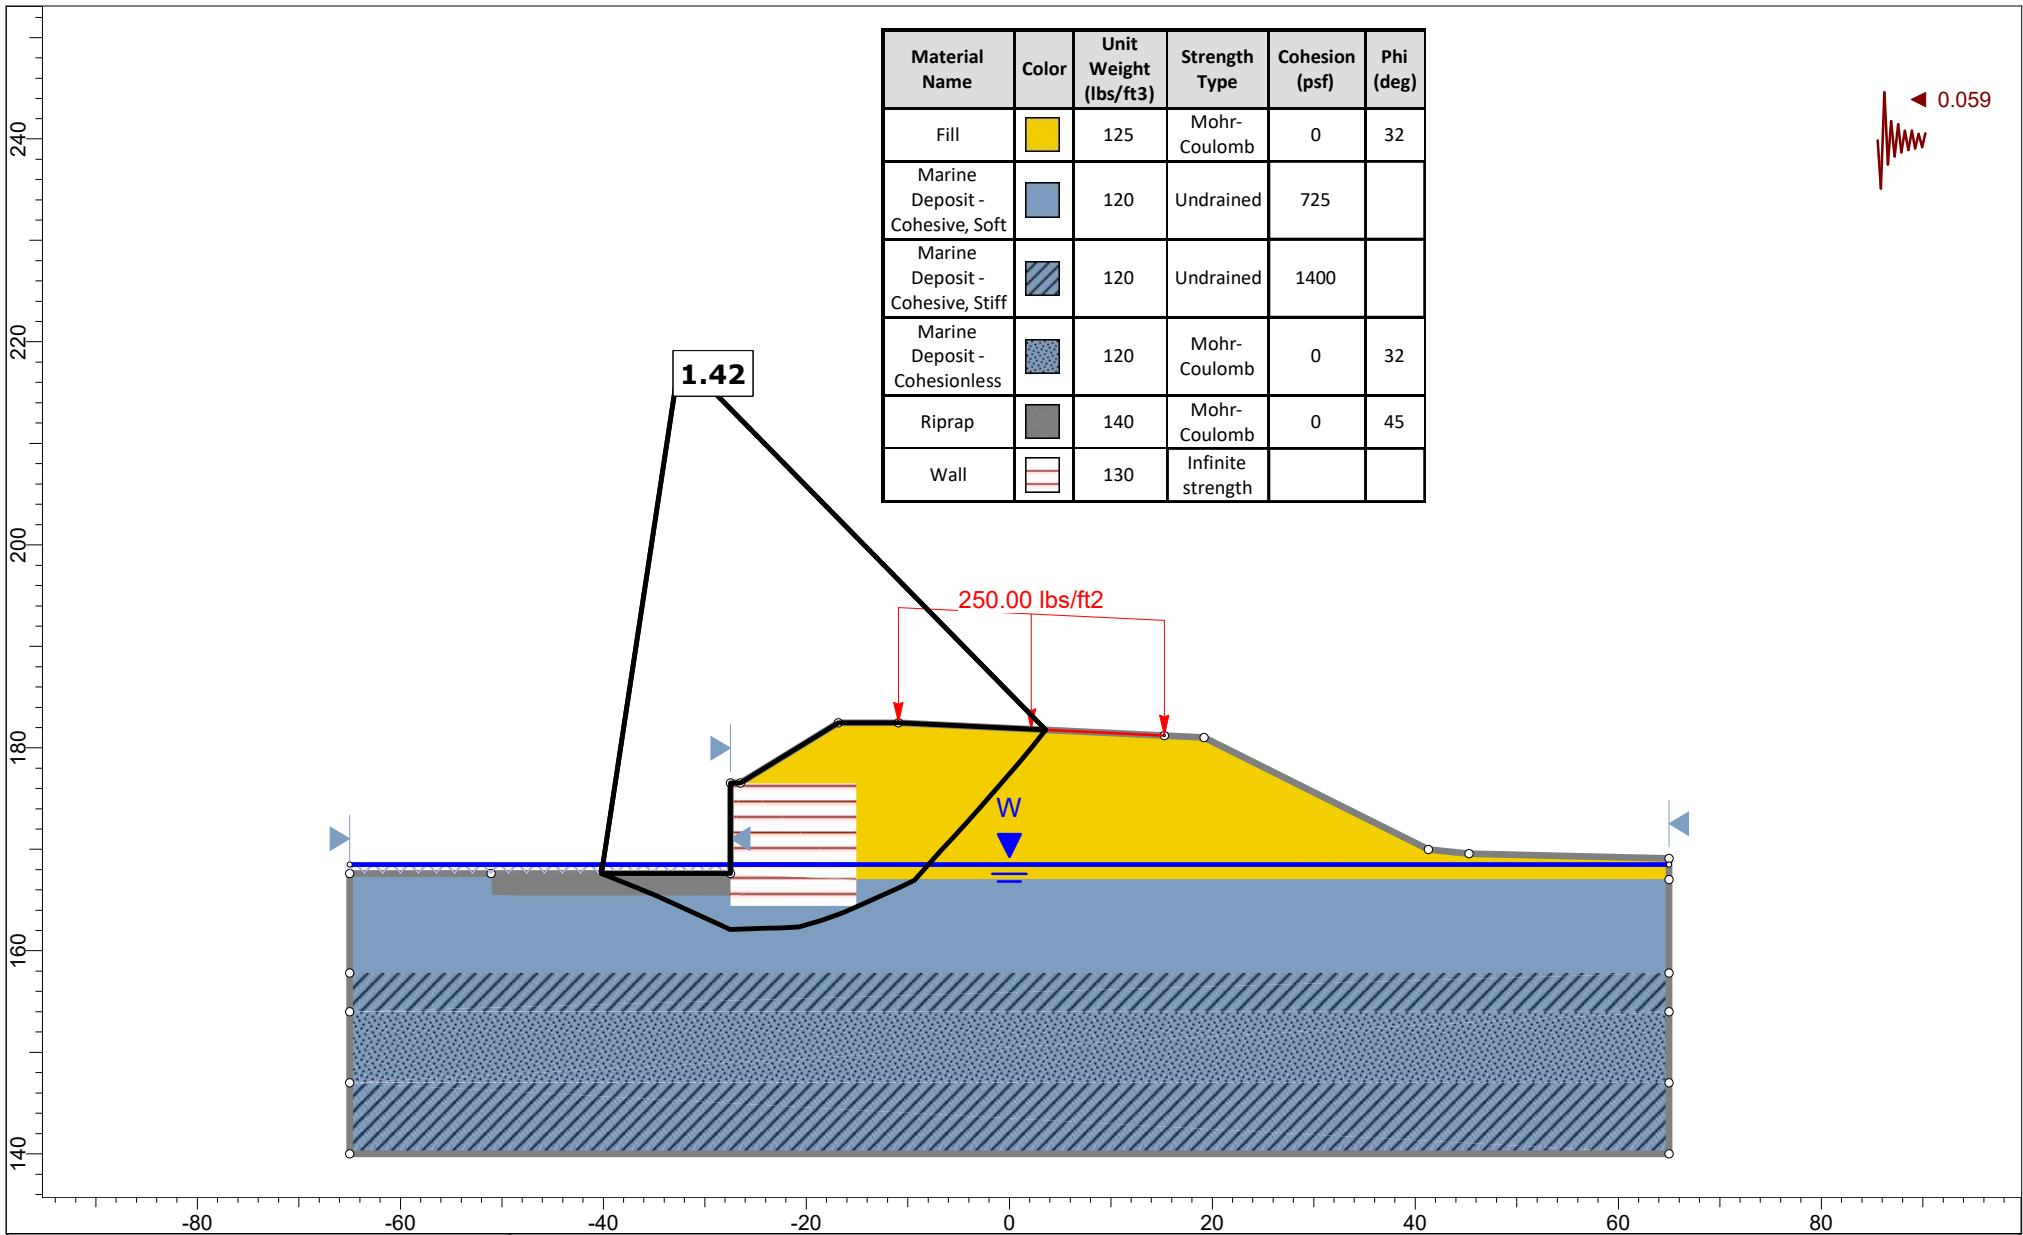 Material Name Color Unit Weight (lbs/ft3) Strength Type Cohesion (psf) Phi (deg)
Fill 125 Mohr-Coulomb 0 32
Marine Deposit - Cohesive, Soft 120 Undrained 725
Marine Deposit - Cohesive, Stiff 120 Undrained 1400
Marine Deposit - Cohesionless 120 Mohr-Coulomb 0 32
Riprap 140 Mohr-Coulomb 0 45
Wall 130 Infinite strength
0.059
1.42
250.00 lbs/ft2
W
240
220
200
180
160
140
-80 -60 -40 -20 0 20 40 60 80